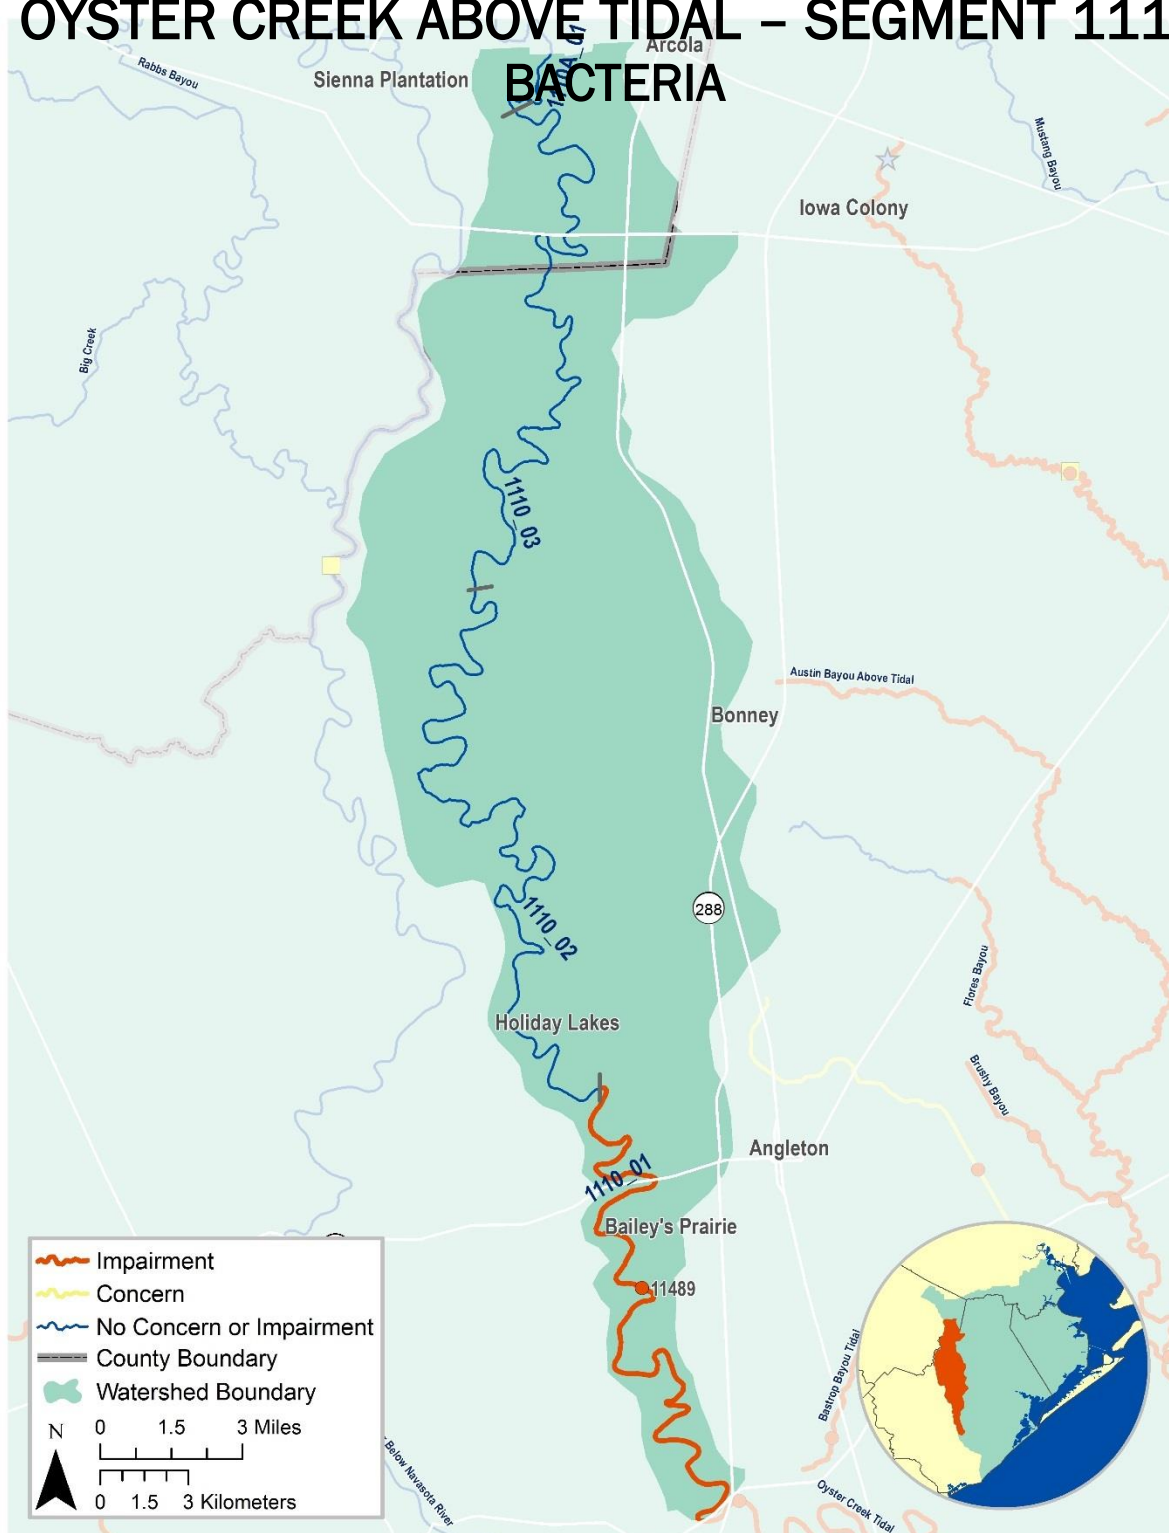 OYSTER CREEK ABOVE TIDAL – SEGMENT 111
BACTERIA
Arcola
Sienna Plantation
Rabbs Bayou
Mustang Bayou
Iowa Colony
Big Creek
1110_03
Austin Bayou Above Tidal
Bonney
288
1110_02
Flores Bayou
Holiday Lakes
Brushy Bayou
Angleton
1110_01
Bailey's Prairie
11489
Impairment
Concern
No Concern or Impairment
County Boundary
Watershed Boundary
N
0 1.5 3 Miles
0 1.5 3 Kilometers
Below Navasota River
Bastrop Bayou Tidal
Oyster Creek Tidal